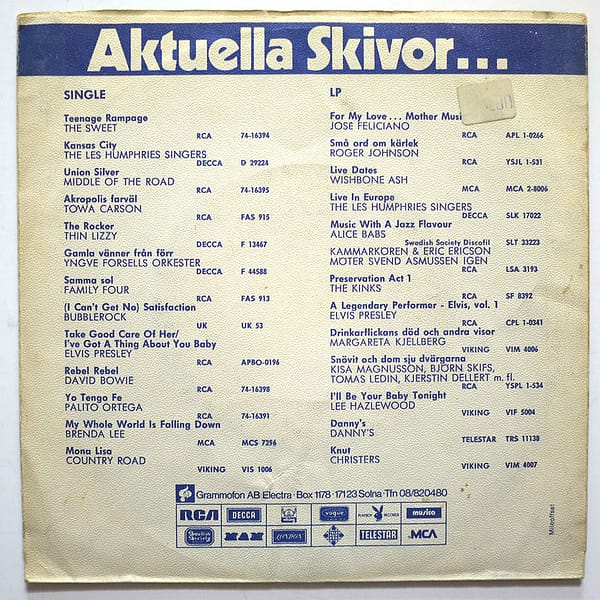 Aktuella Skivor...
SINGLE
Teenage Rampage
THE SWEET
RCA 74-16394
Kansas City
THE LES HUMPHRIES SINGERS
DECCA D 29224
Union Silver
MIDDLE OF THE ROAD
RCA 74-16395
Akropolis farväl
TOWA CARSON
RCA FAS 915
The Rocker
THIN LIZZY
DECCA F 13467
Gamla vänner från förr
YNGVE FORSELLS ORKESTER
DECCA F 44588
Samma sol
FAMILY FOUR
RCA FAS 913
(I Can't Get No) Satisfaction
BUBBLEROCK
UK UK 53
Take Good Care Of Her/
I've Got A Thing About You Baby
ELVIS PRESLEY
RCA APBO-0196
Rebel Rebel
DAVID BOWIE
RCA 74-16398
Yo Tengo Fe
PALITO ORTEGA
RCA 74-16391
My Whole World Is Falling Down
BRENDA LEE
MCA MCS 7296
Mona Lisa
COUNTRY ROAD
VIKING VIS 1006
LP
For My Love... Mother Musi
JOSÉ FELICIANO
RCA APL 1-0266
Små ord om kärlek
ROGER JOHNSON
RCA YSJL 1-531
Live Dates
WISHBONE ASH
MCA MCA 2-8006
Live In Europe
THE LES HUMPHRIES SINGERS
DECCA SLK 17022
Music With A Jazz Flavour
ALICE BABS
Swedish Society Discofil SLT 33223
KAMMARKÖREN & ERIC ERICSON
MÖTER SVEND ASMUSSEN IGEN
RCA LSA 3193
Preservation Act 1
THE KINKS
RCA SF 8392
A Legendary Performer - Elvis, vol. 1
ELVIS PRESLEY
RCA CPL 1-0341
Drinkarflickans död och andra visor
MARGARETA KJELLBERG
VIKING VIM 4006
Snövit och dom sju dvärgarna
KISA MAGNUSSON, BJÖRN SKIFS,
TOMAS LEDIN, KJERSTIN DELLERT m. fl.
RCA YSPL 1-534
I'll Be Your Baby Tonight
LEE HAZLEWOOD
VIKING VIF 5004
Danny's
DANNY'S
TELESTAR TRS 11138
Knut
CHRISTERS
VIKING VIM 4007
Grammofon AB Electra · Box 1178 · 171 23 Solna · Tfn 08/820480
RCA DECCA vogue PLAYBOY RECORDS musica
Swedish Society MAM LONDON TELESTAR MCA
Miljöoffset